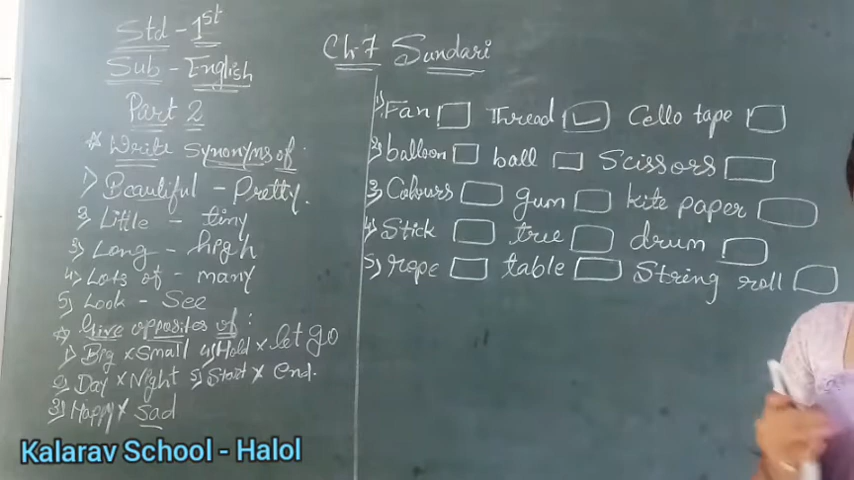 Std - 1st
Sub - English
Part 2
* Write synonyms of :
1) Beautiful - Pretty.
2) Little - tiny
3) Long - high
4) Lots of - many
5) Look - See
* Give opposites of :
1) Big × Small 4) Hold × let go
2) Day × Night 5) Start × end.
3) Happy × Sad
Ch-7 Sundari
1) Fan Thread ✓ Cello tape
2) balloon ball Scissors
3) Colours gum kite paper
4) Stick tree drum
5) rope table String roll
Kalarav School - Halol